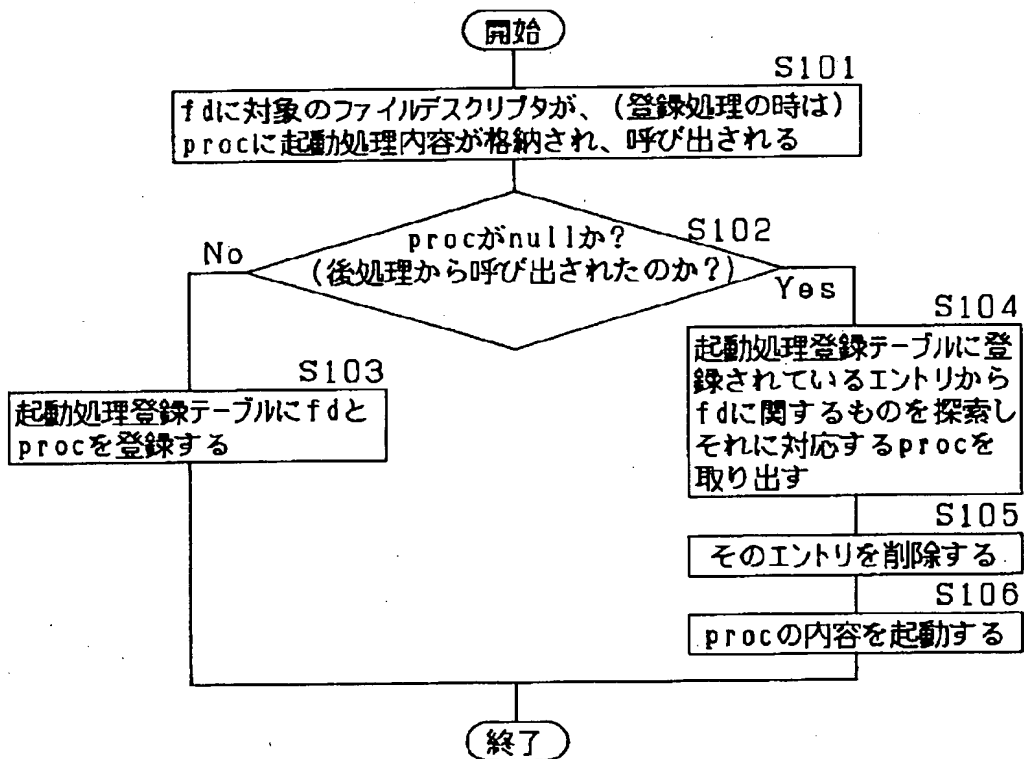 開始
S101
fdに対象のファイルデスクリプタが、(登録処理の時は)
procに起動処理内容が格納され、呼び出される
S102
procがnullか?
(後処理から呼び出されたのか?)
No
Yes
S103
起動処理登録テーブルにfdと
procを登録する
S104
起動処理登録テーブルに登
録されているエントリから
fdに関するものを探索し
それに対応するprocを
取り出す
S105
そのエントリを削除する
S106
procの内容を起動する
終了